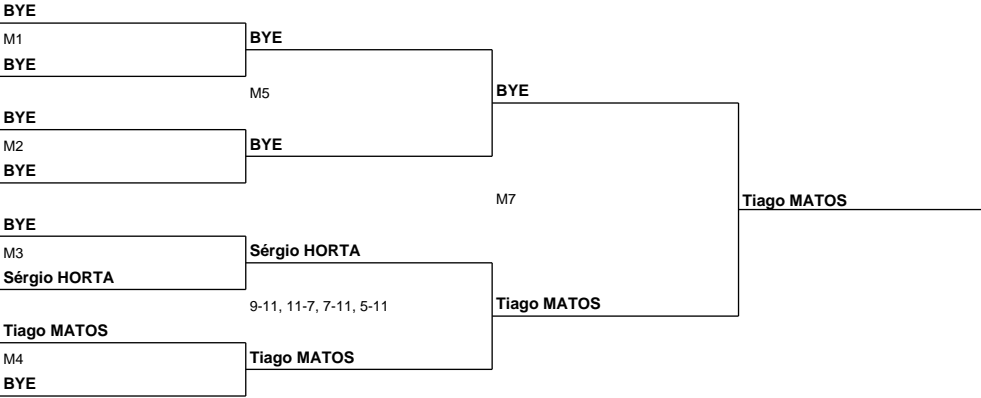 BYE
M1
BYE
BYE
M5
BYE
M2
BYE
BYE
BYE
M7
Tiago MATOS
BYE
M3
Sérgio HORTA
Sérgio HORTA
9-11, 11-7, 7-11, 5-11
Tiago MATOS
Tiago MATOS
M4
BYE
Tiago MATOS